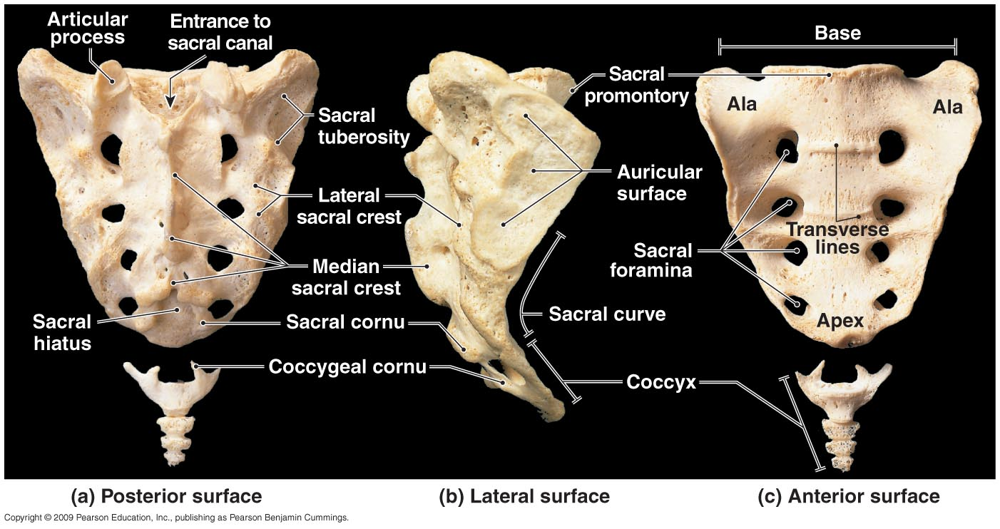 Articular
process
Entrance to
sacral canal
Sacral
tuberosity
Lateral
sacral crest
Median
sacral crest
Sacral
hiatus
Sacral cornu
Coccygeal cornu
Sacral
promontory
Auricular
surface
Sacral curve
Coccyx
Base
Ala
Ala
Transverse
lines
Sacral
foramina
Apex
(a) Posterior surface
(b) Lateral surface
(c) Anterior surface
Copyright © 2009 Pearson Education, Inc., publishing as Pearson Benjamin Cummings.